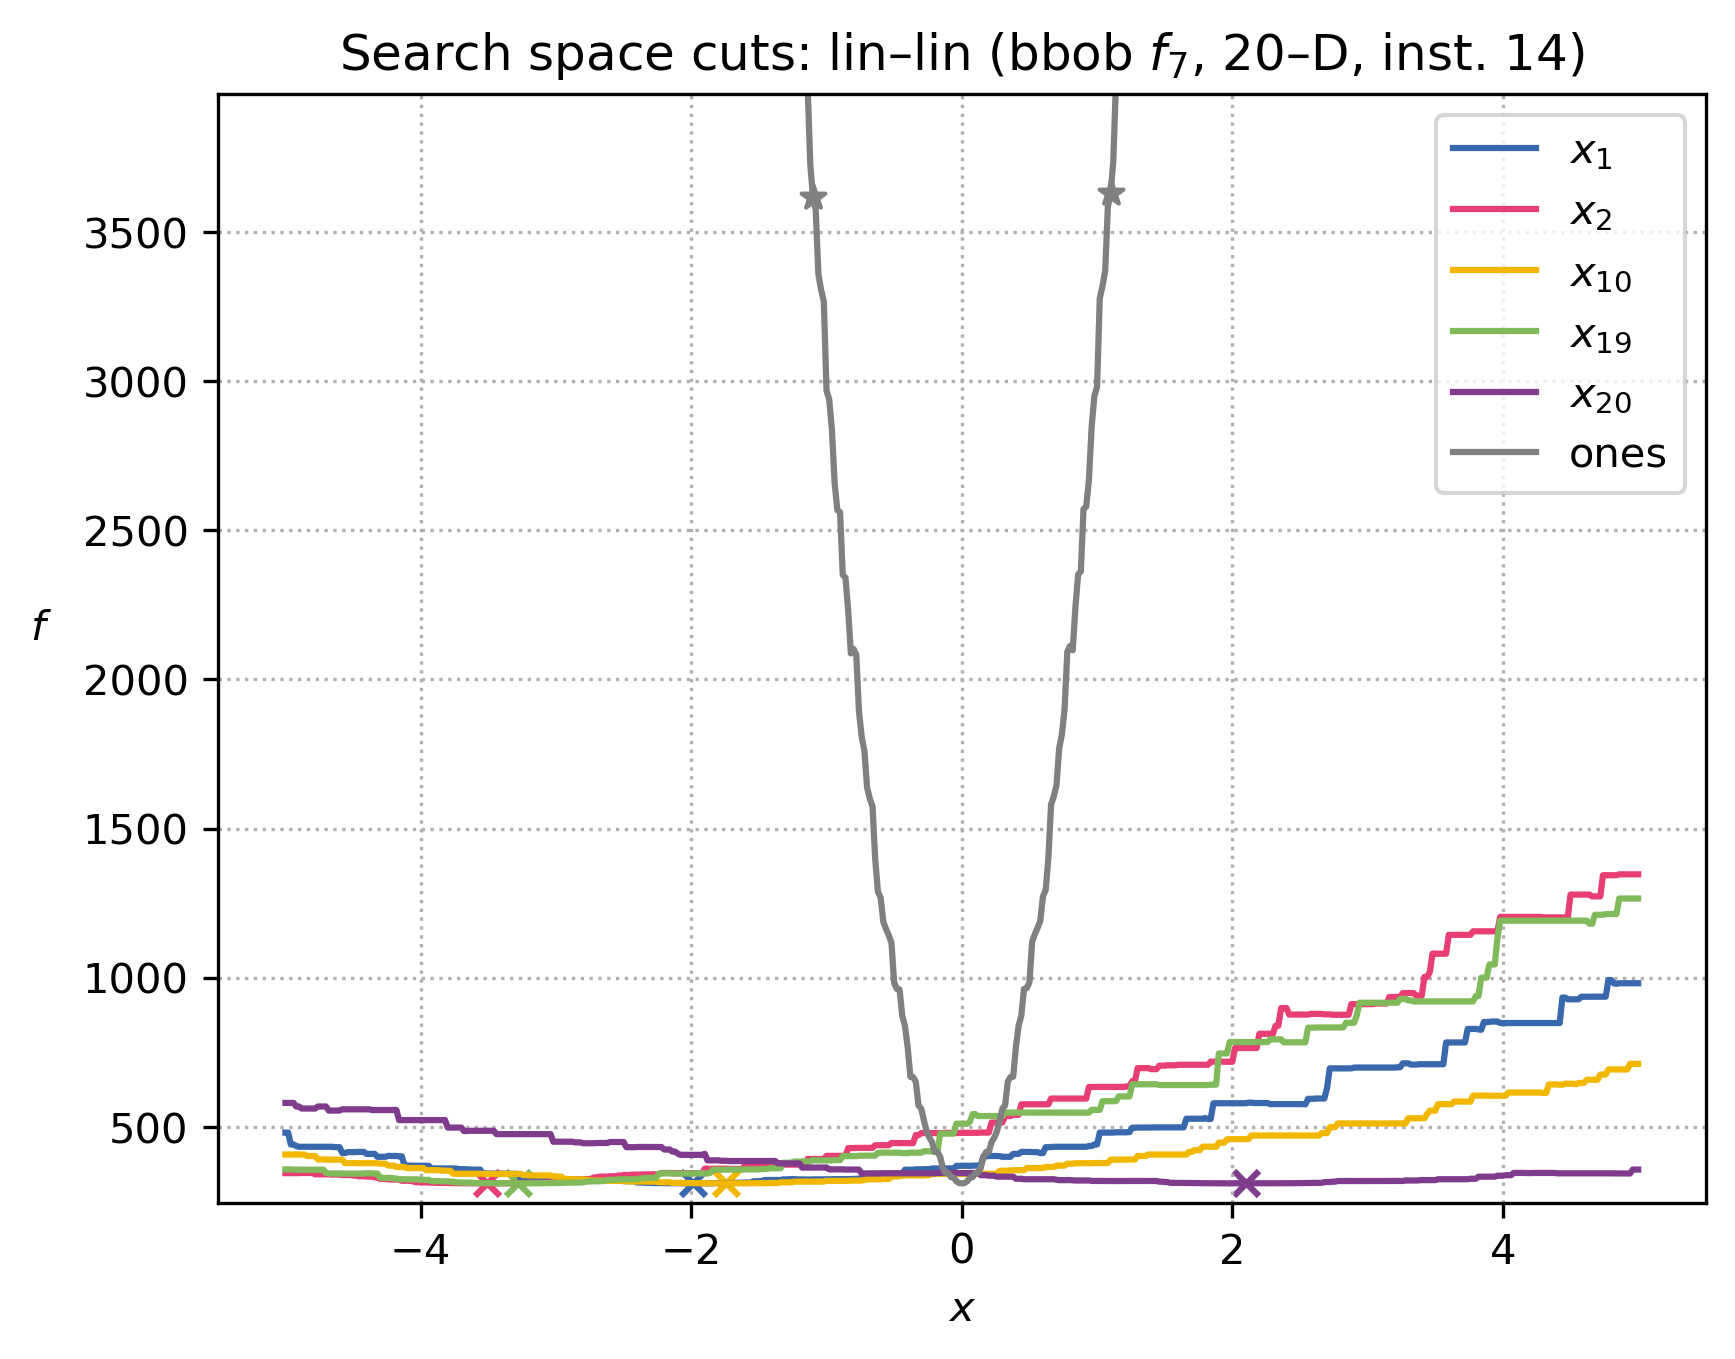 Search space cuts: lin–lin (bbob f₇, 20–D, inst. 14)
x₁
x₂
x₁₀
x₁₉
x₂₀
ones
3500
3000
2500
2000
1500
1000
500
f
−4 −2 0 2 4
x